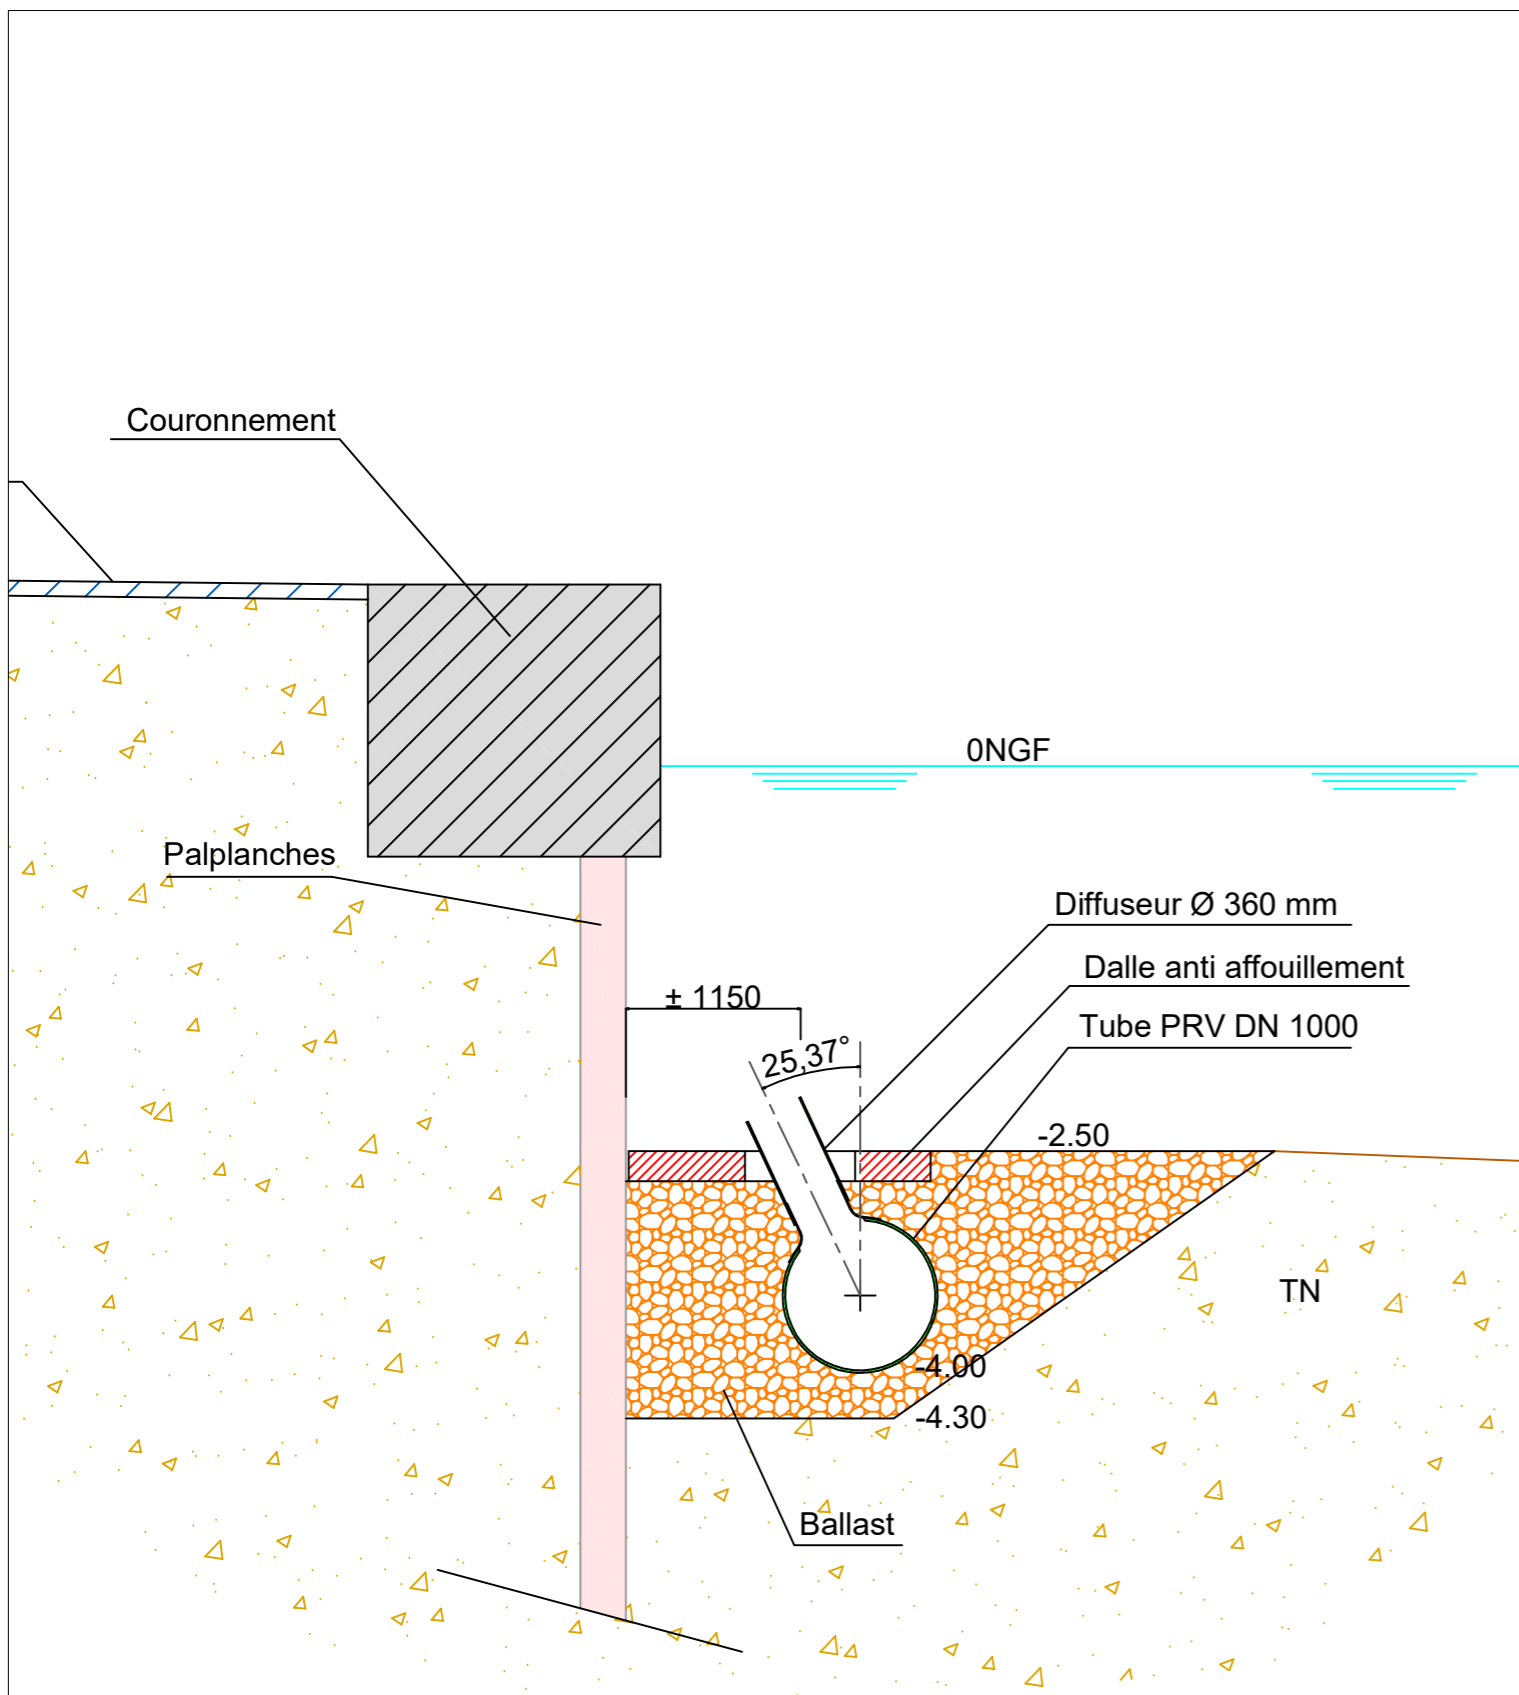 Couronnement
0NGF
Palplanches
Diffuseur Ø 360 mm
Dalle anti affouillement
± 1150
Tube PRV DN 1000
25,37°
-2.50
TN
-4.00
-4.30
Ballast